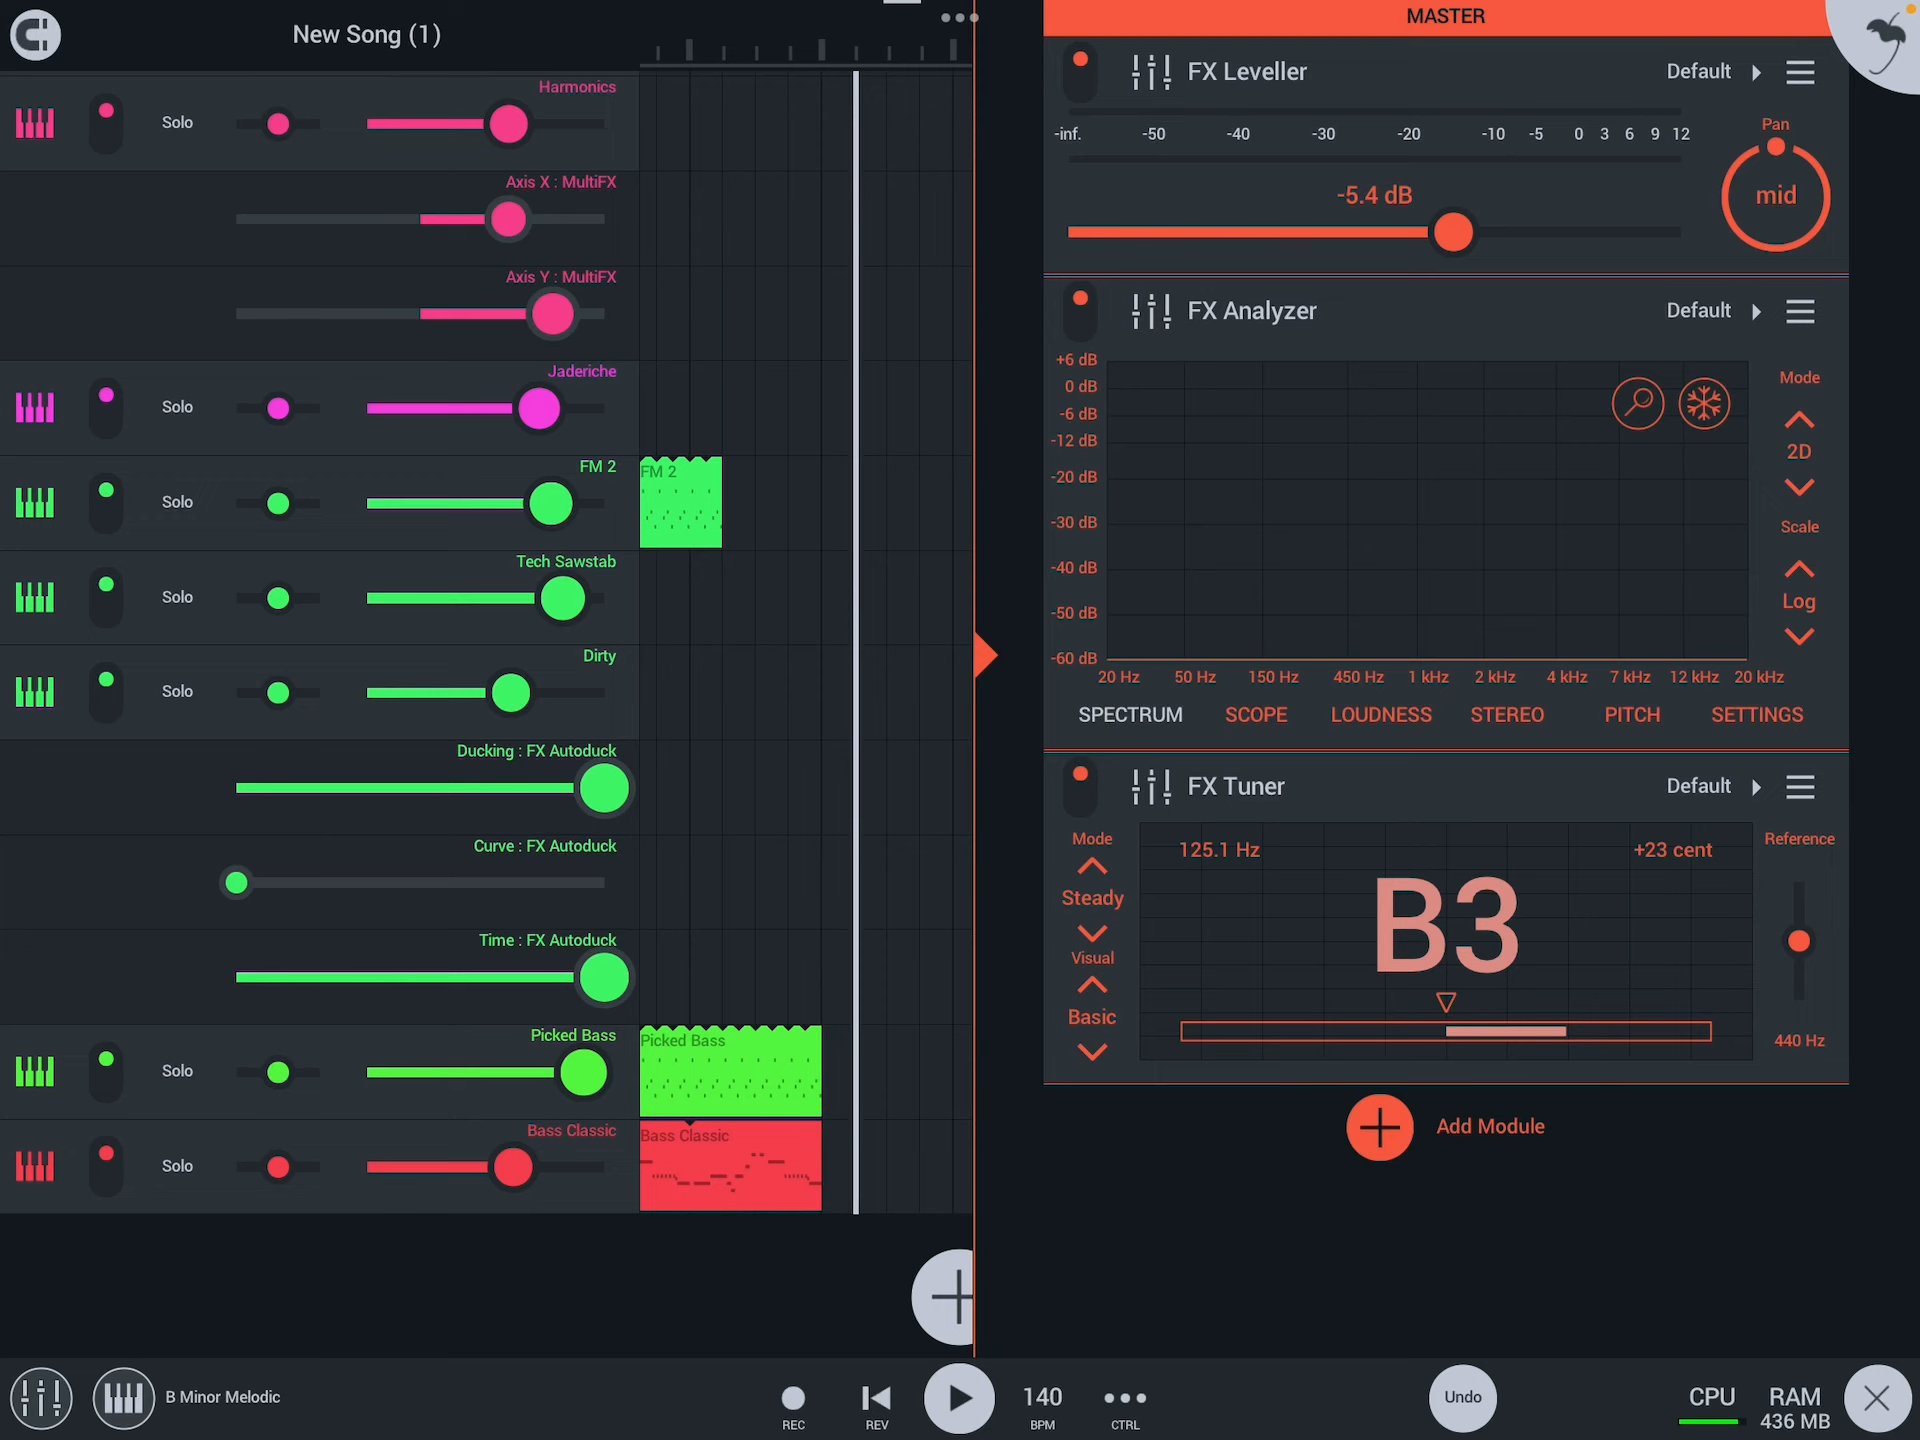 New Song (1)
Harmonics
Solo
Axis X : MultiFX
Axis Y : MultiFX
Jaderiche
Solo
FM 2
Solo
FM 2
Tech Sawstab
Solo
Dirty
Solo
Ducking : FX Autoduck
Curve : FX Autoduck
Time : FX Autoduck
Picked Bass
Solo
Picked Bass
Bass Classic
Solo
Bass Classic
MASTER
FX Leveller
Default
-inf. -50 -40 -30 -20 -10 -5 0 3 6 9 12
Pan
mid
-5.4 dB
FX Analyzer
Default
+6 dB
0 dB
-6 dB
-12 dB
-20 dB
-30 dB
-40 dB
-50 dB
-60 dB
Mode
2D
Scale
Log
20 Hz 50 Hz 150 Hz 450 Hz 1 kHz 2 kHz 4 kHz 7 kHz 12 kHz 20 kHz
SPECTRUM SCOPE LOUDNESS STEREO PITCH SETTINGS
FX Tuner
Default
Mode
Steady
Visual
Basic
125.1 Hz
+23 cent
B3
Reference
440 Hz
Add Module
B Minor Melodic
REC
REV
140
BPM
CTRL
Undo
CPU
RAM
436 MB